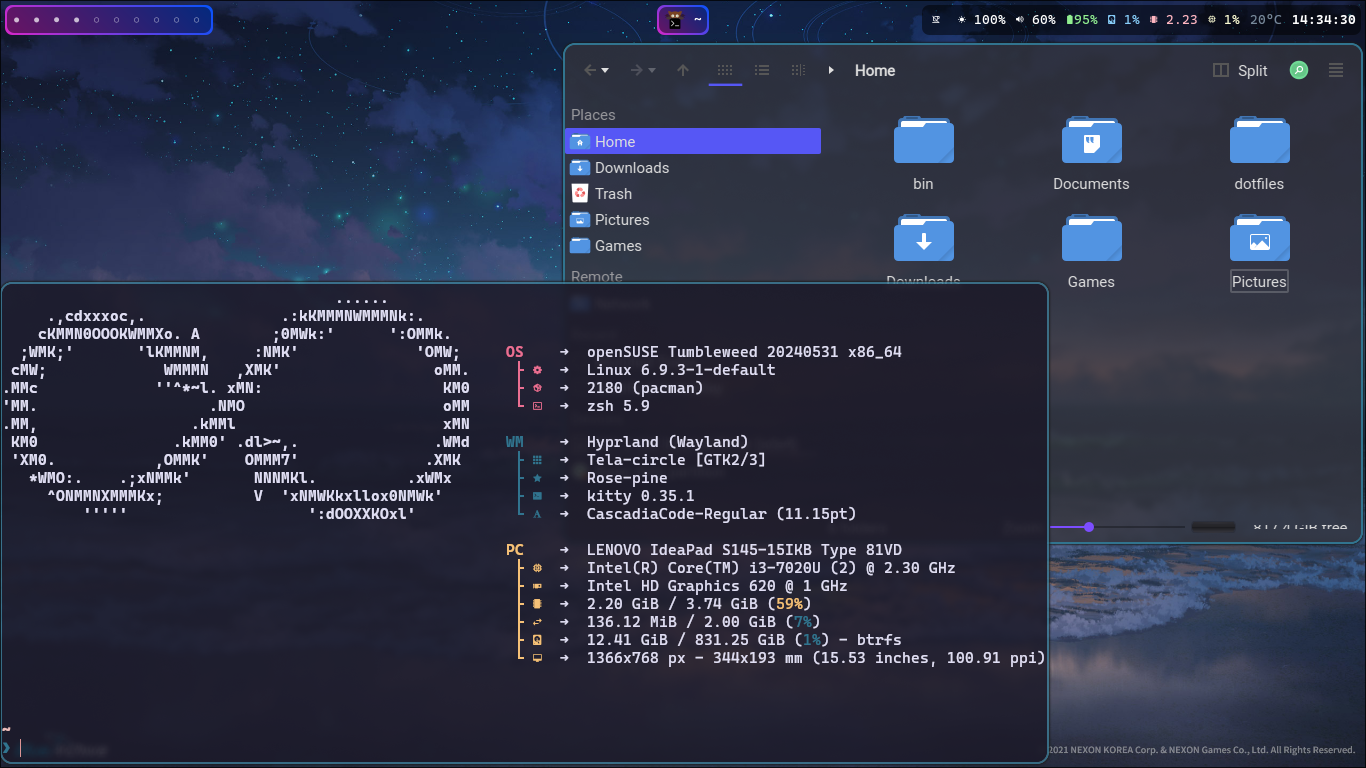 ~ 100% 60% 95% 1% 2.23 1% 20°C 14:34:30
Home
Split
Places
Home
Downloads
Trash
Pictures
Games
Remote
bin
Documents
dotfiles
Downloads
Games
Pictures
......
.,cdxxxoc,. .:kKMMMNWMMMNk:.
cKMMN0OOOKWMMXo. A ;0MWk:' ':OMMk.
;WMK;' 'lKMMNM, :NMK' 'OMW;
cMW; WMMMN ,XMK' oMM.
.MMc ''^*~l. xMN: KM0
'MM. .NMO oMM
.MM, .kMMl xMN
KM0 .kMM0' .dl>~,. .WMd
'XM0. ,OMMK' OMMM7' .XMK
*WMO:. .;xNMMk' NNNMKl. .xWMx
^ONMMNXMMMKx; V 'xNMWKkxllox0NMWk'
''''' ':dOOXXKOxl'
OS ➜ openSUSE Tumbleweed 20240531 x86_64
➜ Linux 6.9.3-1-default
➜ 2180 (pacman)
➜ zsh 5.9
WM ➜ Hyprland (Wayland)
➜ Tela-circle [GTK2/3]
➜ Rose-pine
➜ kitty 0.35.1
➜ CascadiaCode-Regular (11.15pt)
PC ➜ LENOVO IdeaPad S145-15IKB Type 81VD
➜ Intel(R) Core(TM) i3-7020U (2) @ 2.30 GHz
➜ Intel HD Graphics 620 @ 1 GHz
➜ 2.20 GiB / 3.74 GiB (59%)
➜ 136.12 MiB / 2.00 GiB (7%)
➜ 12.41 GiB / 831.25 GiB (1%) - btrfs
➜ 1366x768 px - 344x193 mm (15.53 inches, 100.91 ppi)
~
❯
free
2021 NEXON KOREA Corp. & NEXON Games Co., Ltd. All Rights Reserved.